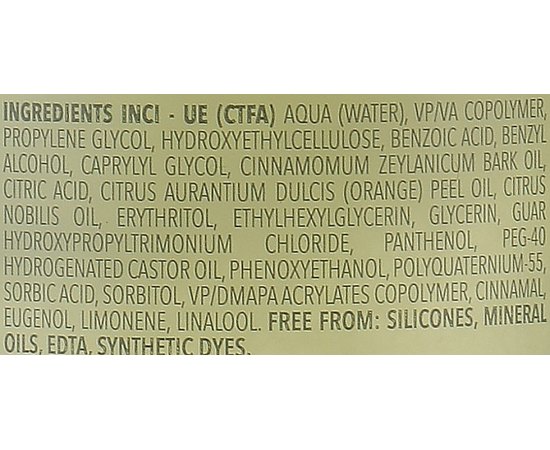 INGREDIENTS INCI - UE (CTFA) AQUA (WATER), VP/VA COPOLYMER,
PROPYLENE GLYCOL, HYDROXYETHYLCELLULOSE, BENZOIC ACID, BENZYL
ALCOHOL, CAPRYLYL GLYCOL, CINNAMOMUM ZEYLANICUM BARK OIL,
CITRIC ACID, CITRUS AURANTIUM DULCIS (ORANGE) PEEL OIL, CITRUS
NOBILIS OIL, ERYTHRITOL, ETHYLHEXYLGLYCERIN, GLYCERIN, GUAR
HYDROXYPROPYLTRIMONIUM CHLORIDE, PANTHENOL, PEG-40
HYDROGENATED CASTOR OIL, PHENOXYETHANOL, POLYQUATERNIUM-55,
SORBIC ACID, SORBITOL, VP/DMAPA ACRYLATES COPOLYMER, CINNAMAL,
EUGENOL, LIMONENE, LINALOOL. FREE FROM: SILICONES, MINERAL
OILS, EDTA, SYNTHETIC DYES.